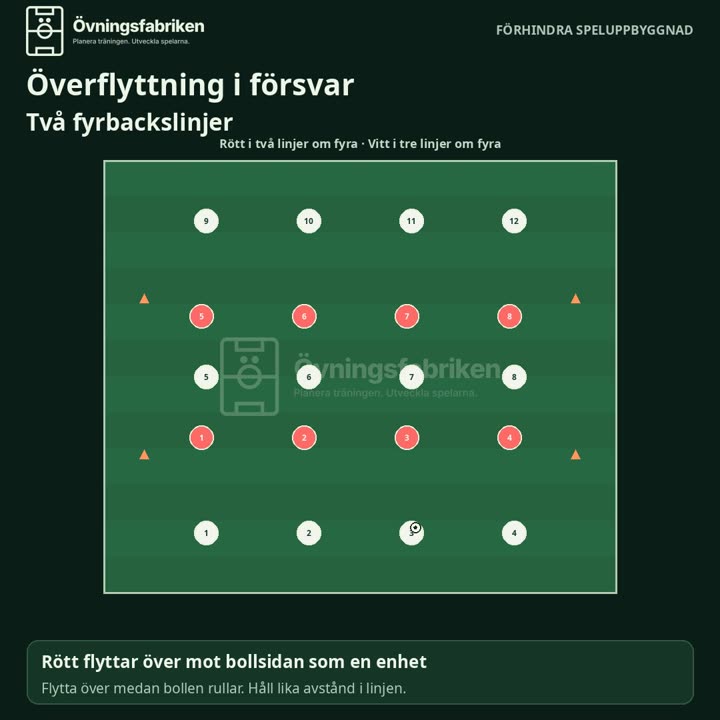 Övningsfabriken
Planera träningen. Utveckla spelarna.
FÖRHINDRA SPELUPPBYGGNAD
Överflyttning i försvar
Två fyrbackslinjer
Rött i två linjer om fyra · Vitt i tre linjer om fyra
9 10 11 12
5 6 7 8
Övningsfabriken
Planera träningen. Utveckla spelarna.
5 6 7 8
1 2 3 4
1 2 3 4
Rött flyttar över mot bollsidan som en enhet
Flytta över medan bollen rullar. Håll lika avstånd i linjen.